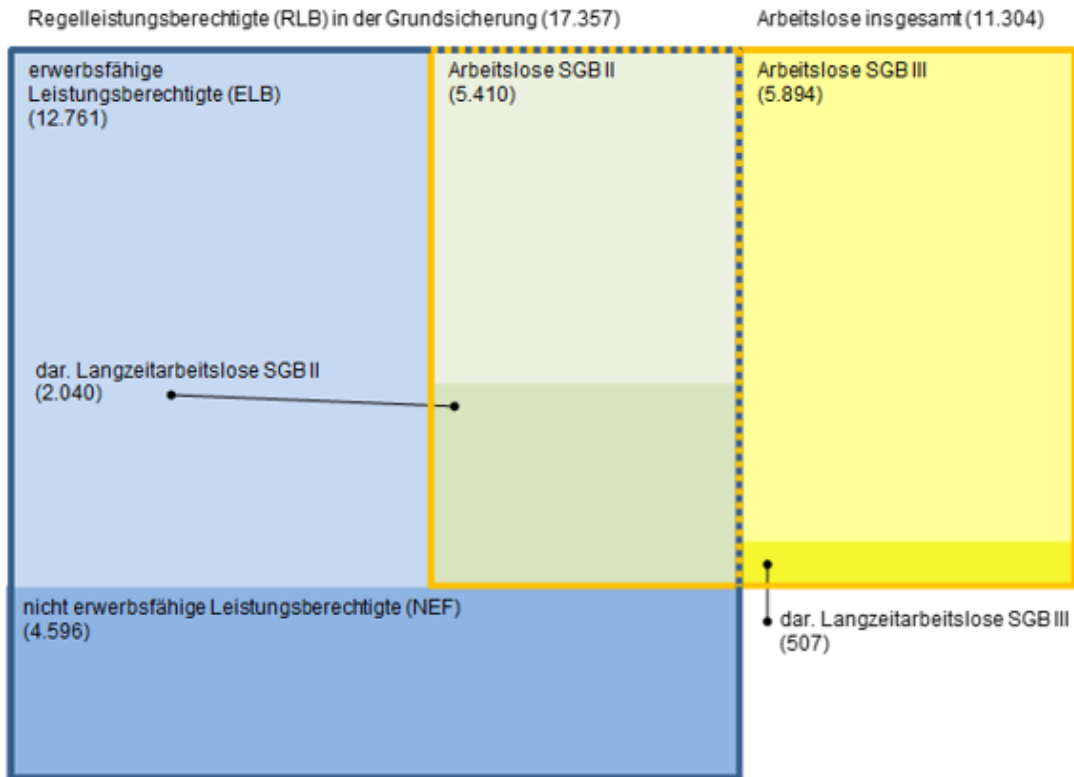 Regelleistungsberechtigte (RLB) in der Grundsicherung (17.357)
Arbeitslose insgesamt (11.304)
erwerbsfähige
Leistungsberechtigte (ELB)
(12.761)
Arbeitslose SGB II
(5.410)
Arbeitslose SGB III
(5.894)
dar. Langzeitarbeitslose SGB II
(2.040)
nicht erwerbsfähige Leistungsberechtigte (NEF)
(4.596)
dar. Langzeitarbeitslose SGB III
(507)